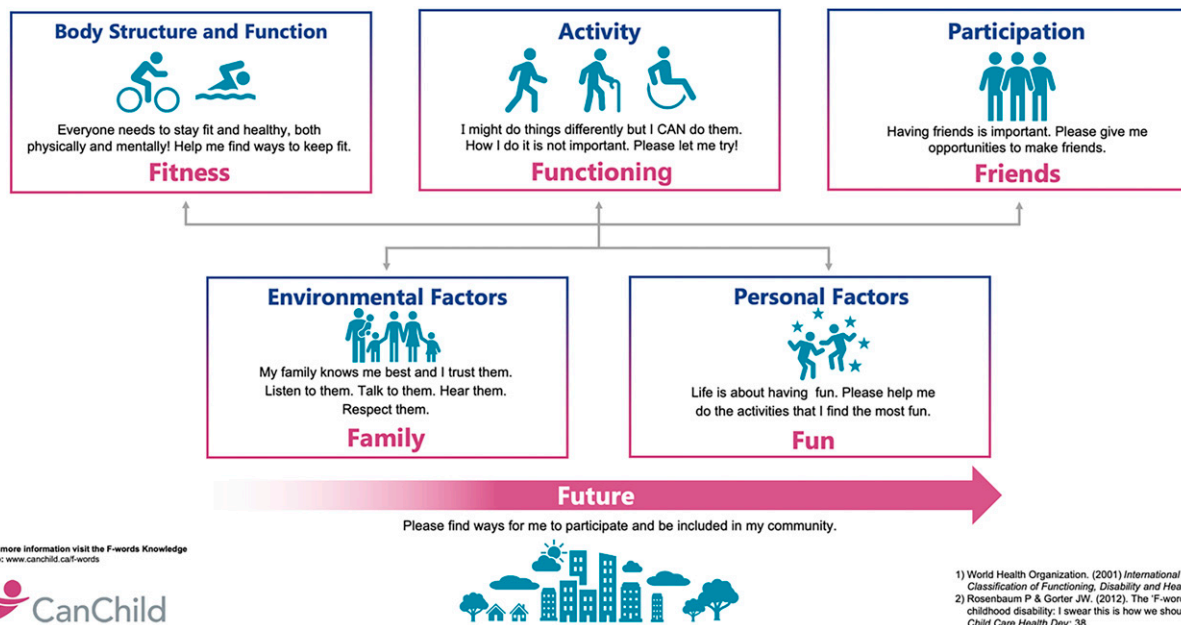 Body Structure and Function
Everyone needs to stay fit and healthy, both
physically and mentally! Help me find ways to keep fit.
Fitness
Activity
I might do things differently but I CAN do them.
How I do it is not important. Please let me try!
Functioning
Participation
Having friends is important. Please give me
opportunities to make friends.
Friends
Environmental Factors
My family knows me best and I trust them.
Listen to them. Talk to them. Hear them.
Respect them.
Family
Personal Factors
Life is about having fun. Please help me
do the activities that I find the most fun.
Fun
Future
Please find ways for me to participate and be included in my community.
more information visit the F-words Knowledge
www.canchild.ca/f-words
CanChild
1) World Health Organization. (2001) International
Classification of Functioning, Disability and
2) Rosenbaum P & Gorter JW. (2012). The
childhood disability: I swear this is how we
Child Care Health Dev; 38.